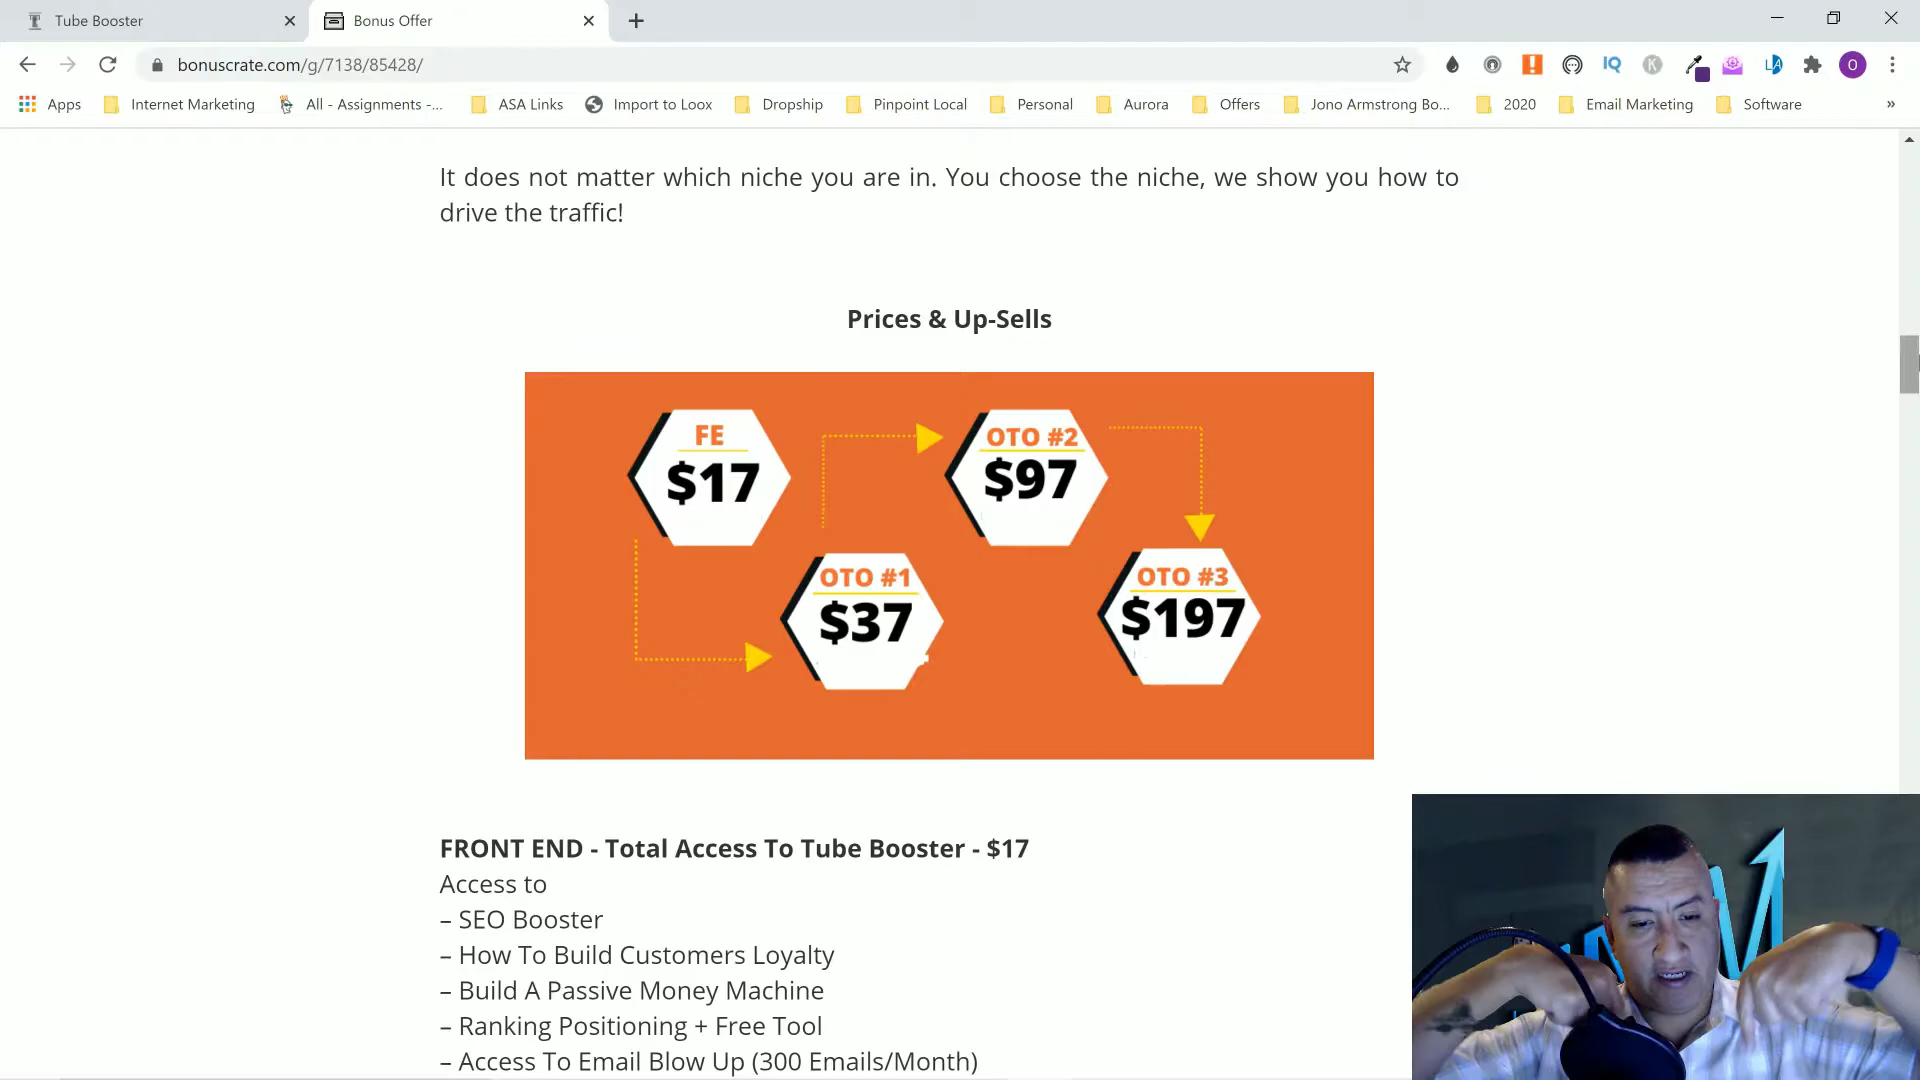 Tube Booster
Bonus Offer
bonuscrate.com/g/7138/85428/
IQ
K
LA
O
Apps
Internet Marketing
All - Assignments -...
ASA Links
Import to Loox
Dropship
Pinpoint Local
Personal
Aurora
Offers
Jono Armstrong Bo...
2020
Email Marketing
Software
»
It does not matter which niche you are in. You choose the niche, we show you how to
drive the traffic!
Prices & Up-Sells
FE
$17
OTO #2
$97
OTO #1
$37
OTO #3
$197
FRONT END - Total Access To Tube Booster - $17
Access to
– SEO Booster
– How To Build Customers Loyalty
– Build A Passive Money Machine
– Ranking Positioning + Free Tool
– Access To Email Blow Up (300 Emails/Month)